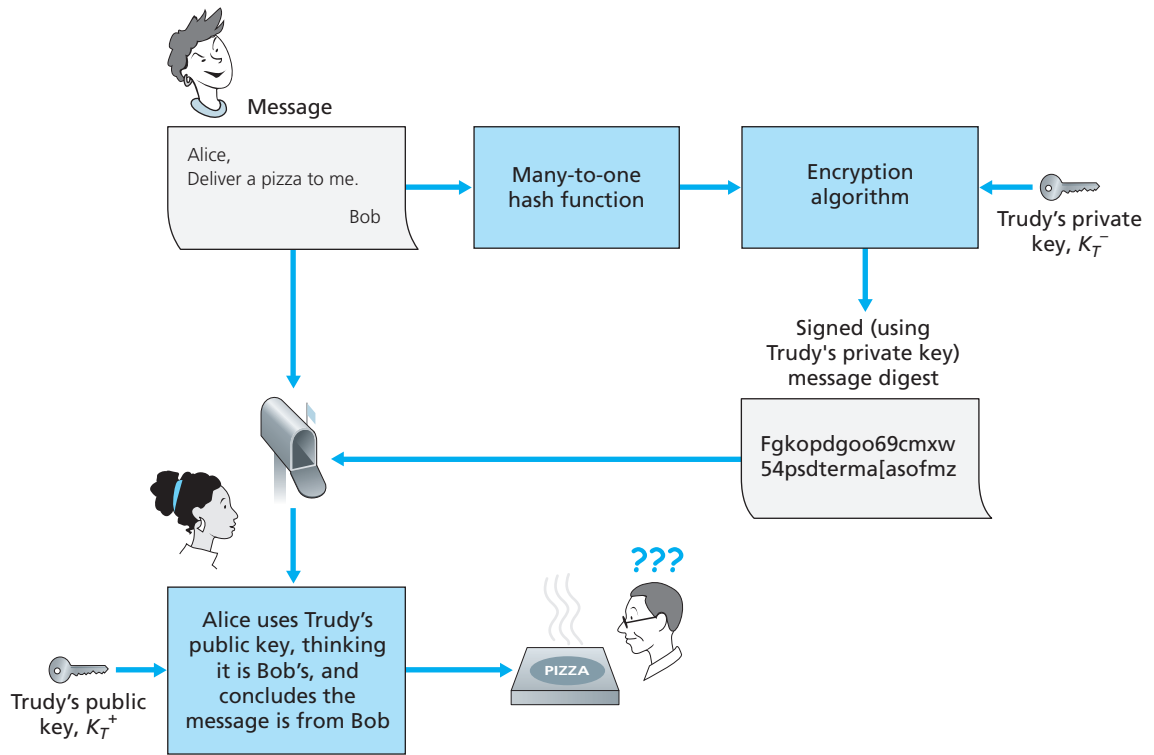 Message
Alice,
Deliver a pizza to me.
Bob
Many-to-one
hash function
Encryption
algorithm
Trudy’s private
key, K_T^−
Signed (using
Trudy's private key)
message digest
Fgkopdgoo69cmxw
54psdterma[asofmz
???
Alice uses Trudy’s
public key, thinking
it is Bob’s, and
concludes the
message is from Bob
PIZZA
Trudy’s public
key, K_T^+